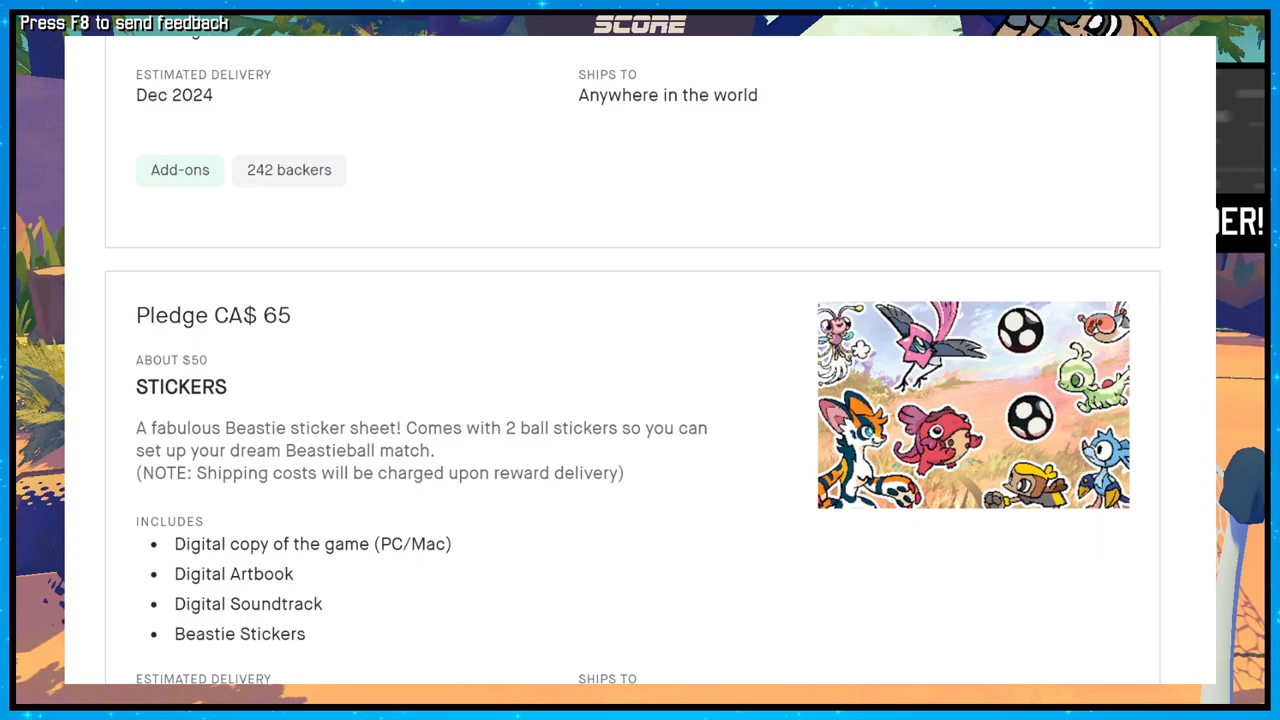 Press F8 to send feedback
SCORE
ESTIMATED DELIVERY
SHIPS TO
Dec 2024
Anywhere in the world
Add-ons
242 backers
DER!
Pledge CA$ 65
ABOUT $50
STICKERS
A fabulous Beastie sticker sheet! Comes with 2 ball stickers so you can
set up your dream Beastieball match.
(NOTE: Shipping costs will be charged upon reward delivery)
INCLUDES
• Digital copy of the game (PC/Mac)
• Digital Artbook
• Digital Soundtrack
• Beastie Stickers
ESTIMATED DELIVERY
SHIPS TO